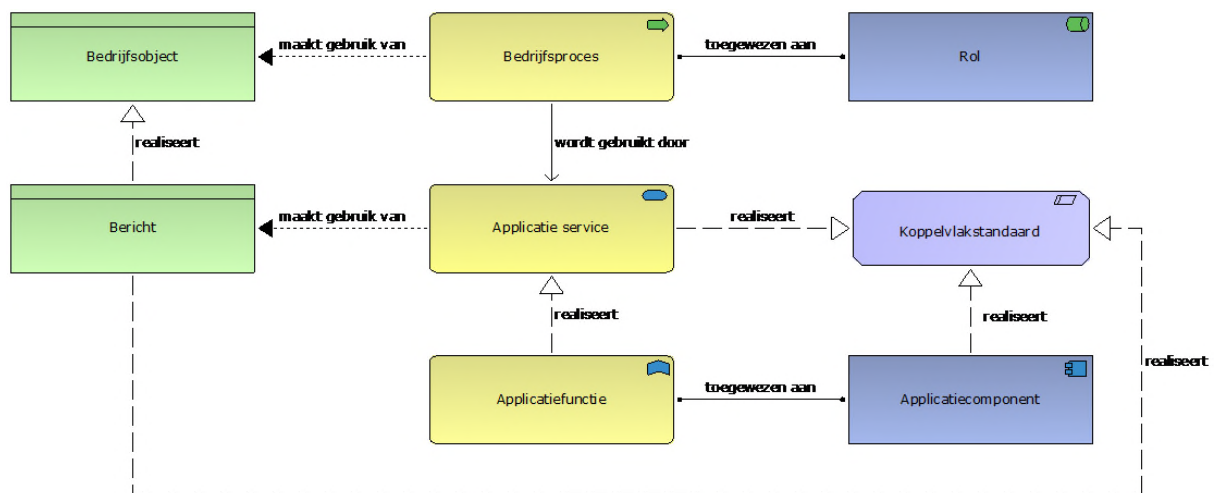 Bedrijfsobject
maakt gebruik van
Bedrijfsproces
toegewezen aan
Rol
realiseert
wordt gebruikt door
Bericht
maakt gebruik van
Applicatie service
realiseert
Koppelvlakstandaard
realiseert
realiseert
realiseert
Applicatiefunctie
toegewezen aan
Applicatiecomponent